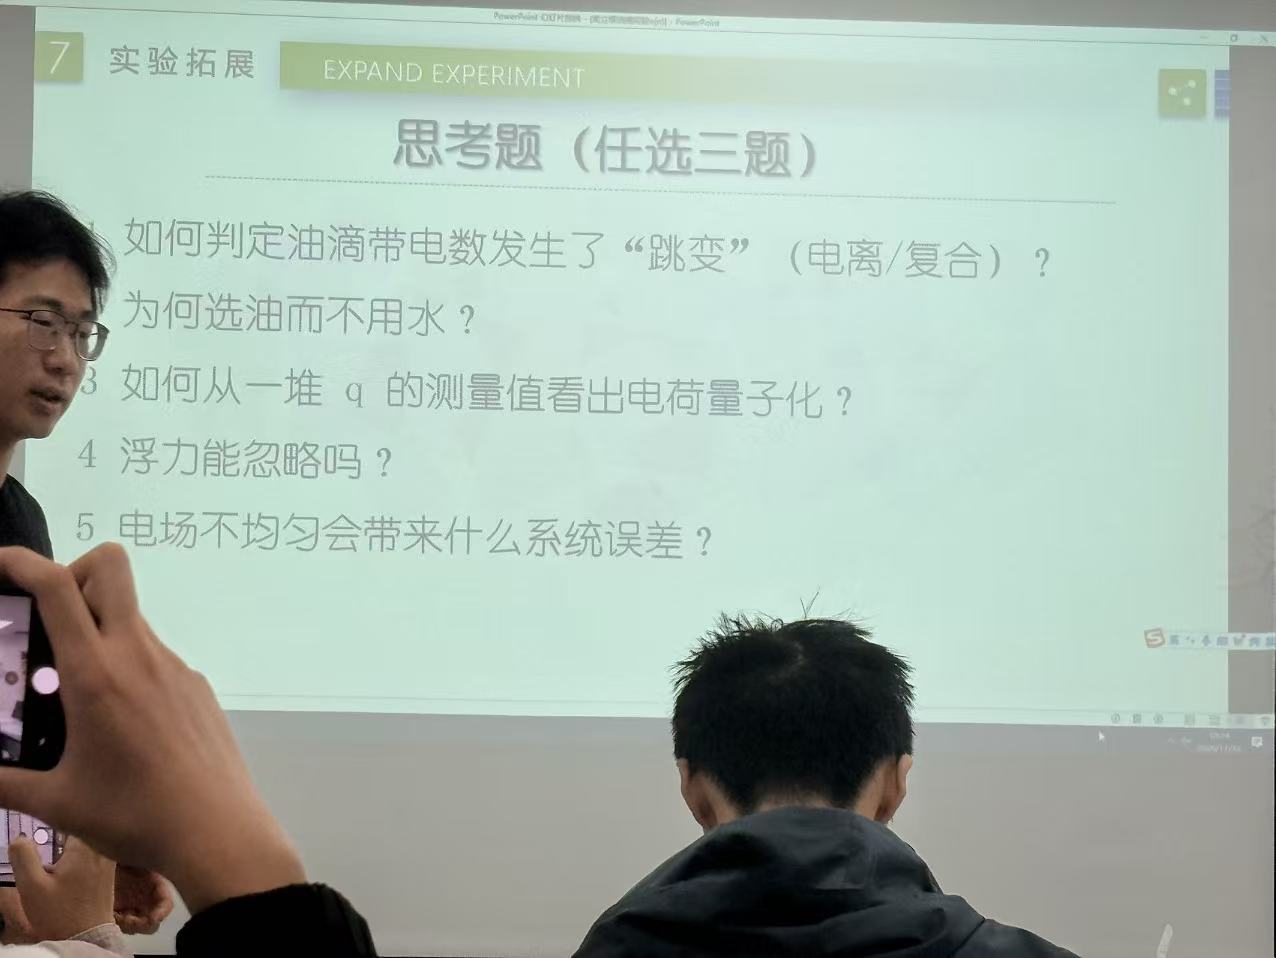 7 实验拓展 EXPAND EXPERIMENT
思考题（任选三题）
如何判定油滴带电数发生了“跳变”（电离/复合）？
为何选油而不用水？
3 如何从一堆 q 的测量值看出电荷量子化？
4 浮力能忽略吗？
5 电场不均匀会带来什么系统误差？